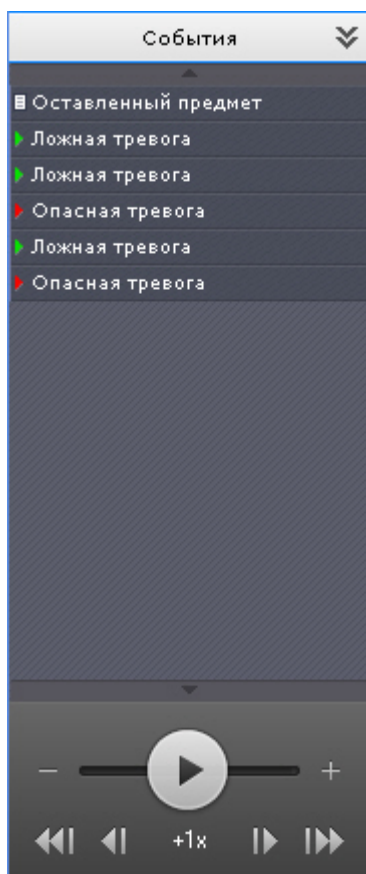 События
Оставленный предмет
Ложная тревога
Ложная тревога
Опасная тревога
Ложная тревога
Опасная тревога
− +
+1x